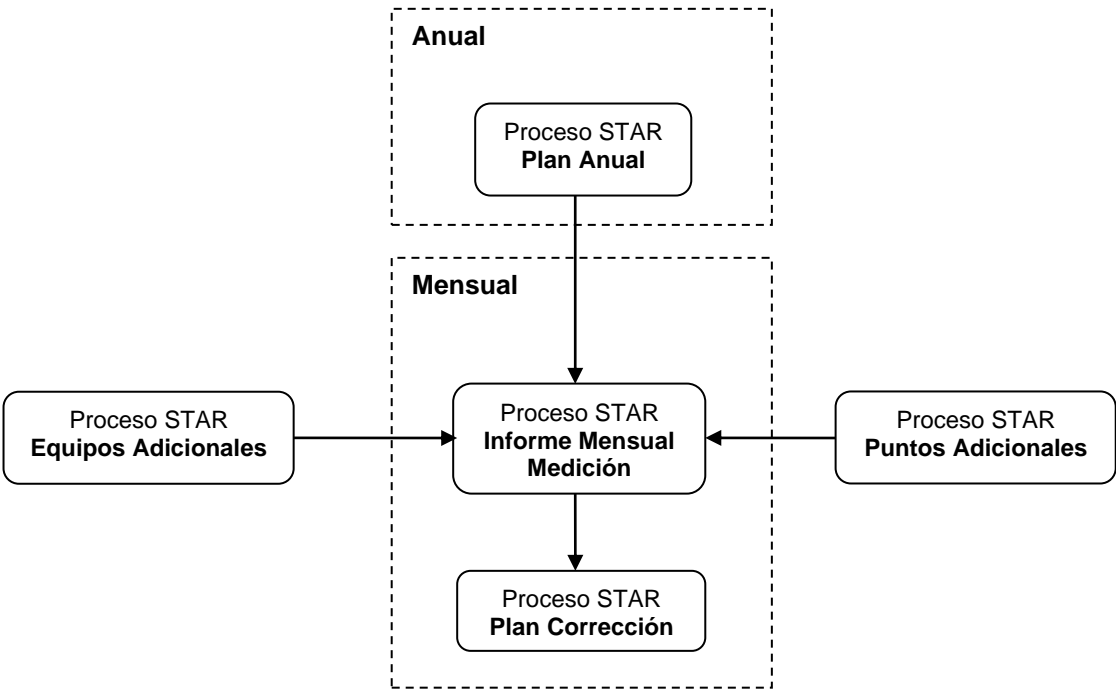 Anual
Proceso STAR
Plan Anual
Mensual
Proceso STAR
Equipos Adicionales
Proceso STAR
Informe Mensual
Medición
Proceso STAR
Puntos Adicionales
Proceso STAR
Plan Corrección